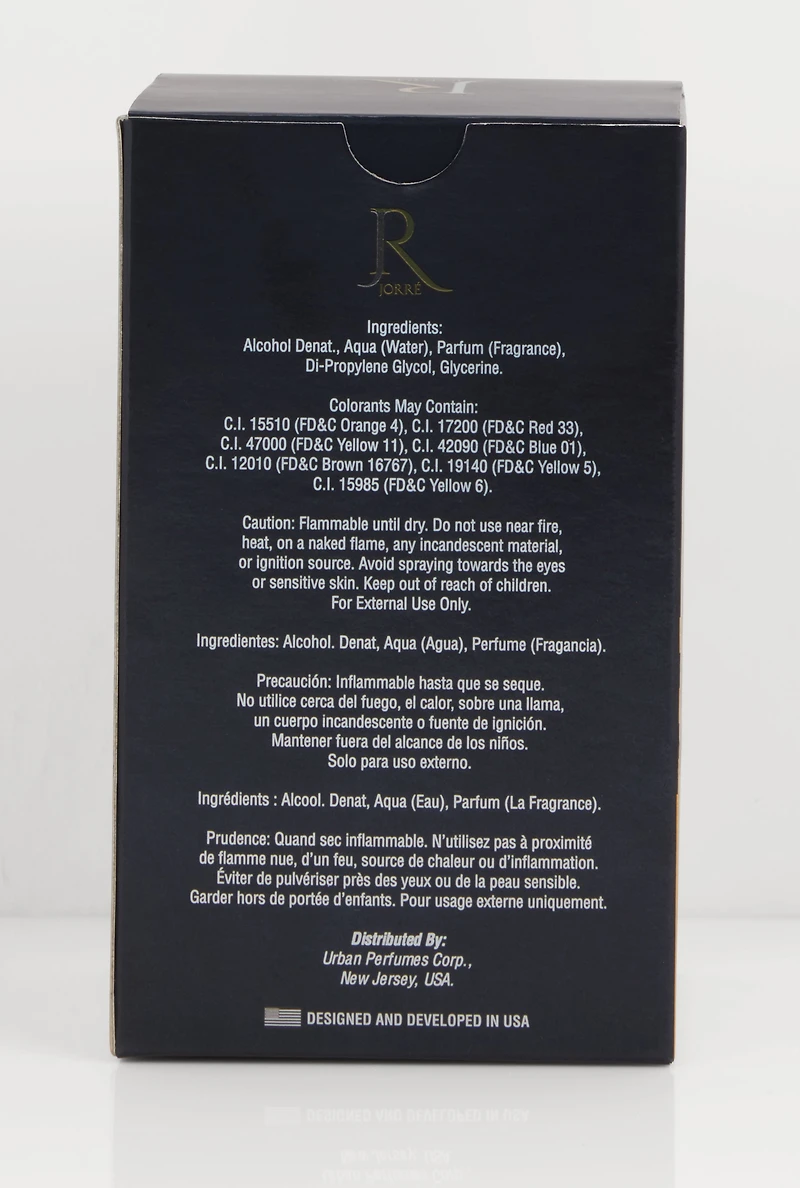 JR
JORRÉ
Ingredients:
Alcohol Denat., Aqua (Water), Parfum (Fragrance),
Di-Propylene Glycol, Glycerine.
Colorants May Contain:
C.I. 15510 (FD&C Orange 4), C.I. 17200 (FD&C Red 33),
C.I. 47000 (FD&C Yellow 11), C.I. 42090 (FD&C Blue 01),
C.I. 12010 (FD&C Brown 16767), C.I. 19140 (FD&C Yellow 5),
C.I. 15985 (FD&C Yellow 6).
Caution: Flammable until dry. Do not use near fire,
heat, on a naked flame, any incandescent material,
or ignition source. Avoid spraying towards the eyes
or sensitive skin. Keep out of reach of children.
For External Use Only.
Ingredientes: Alcohol. Denat, Aqua (Agua), Perfume (Fragancia).
Precaución: Inflammable hasta que se seque.
No utilice cerca del fuego, el calor, sobre una llama,
un cuerpo incandescente o fuente de ignición.
Mantener fuera del alcance de los niños.
Solo para uso externo.
Ingrédients : Alcool. Denat, Aqua (Eau), Parfum (La Fragrance).
Prudence: Quand sec inflammable. N'utilisez pas à proximité
de flamme nue, d'un feu, source de chaleur ou d'inflammation.
Éviter de pulvériser près des yeux ou de la peau sensible.
Garder hors de portée d'enfants. Pour usage externe uniquement.
Distributed By:
Urban Perfumes Corp.,
New Jersey, USA.
DESIGNED AND DEVELOPED IN USA